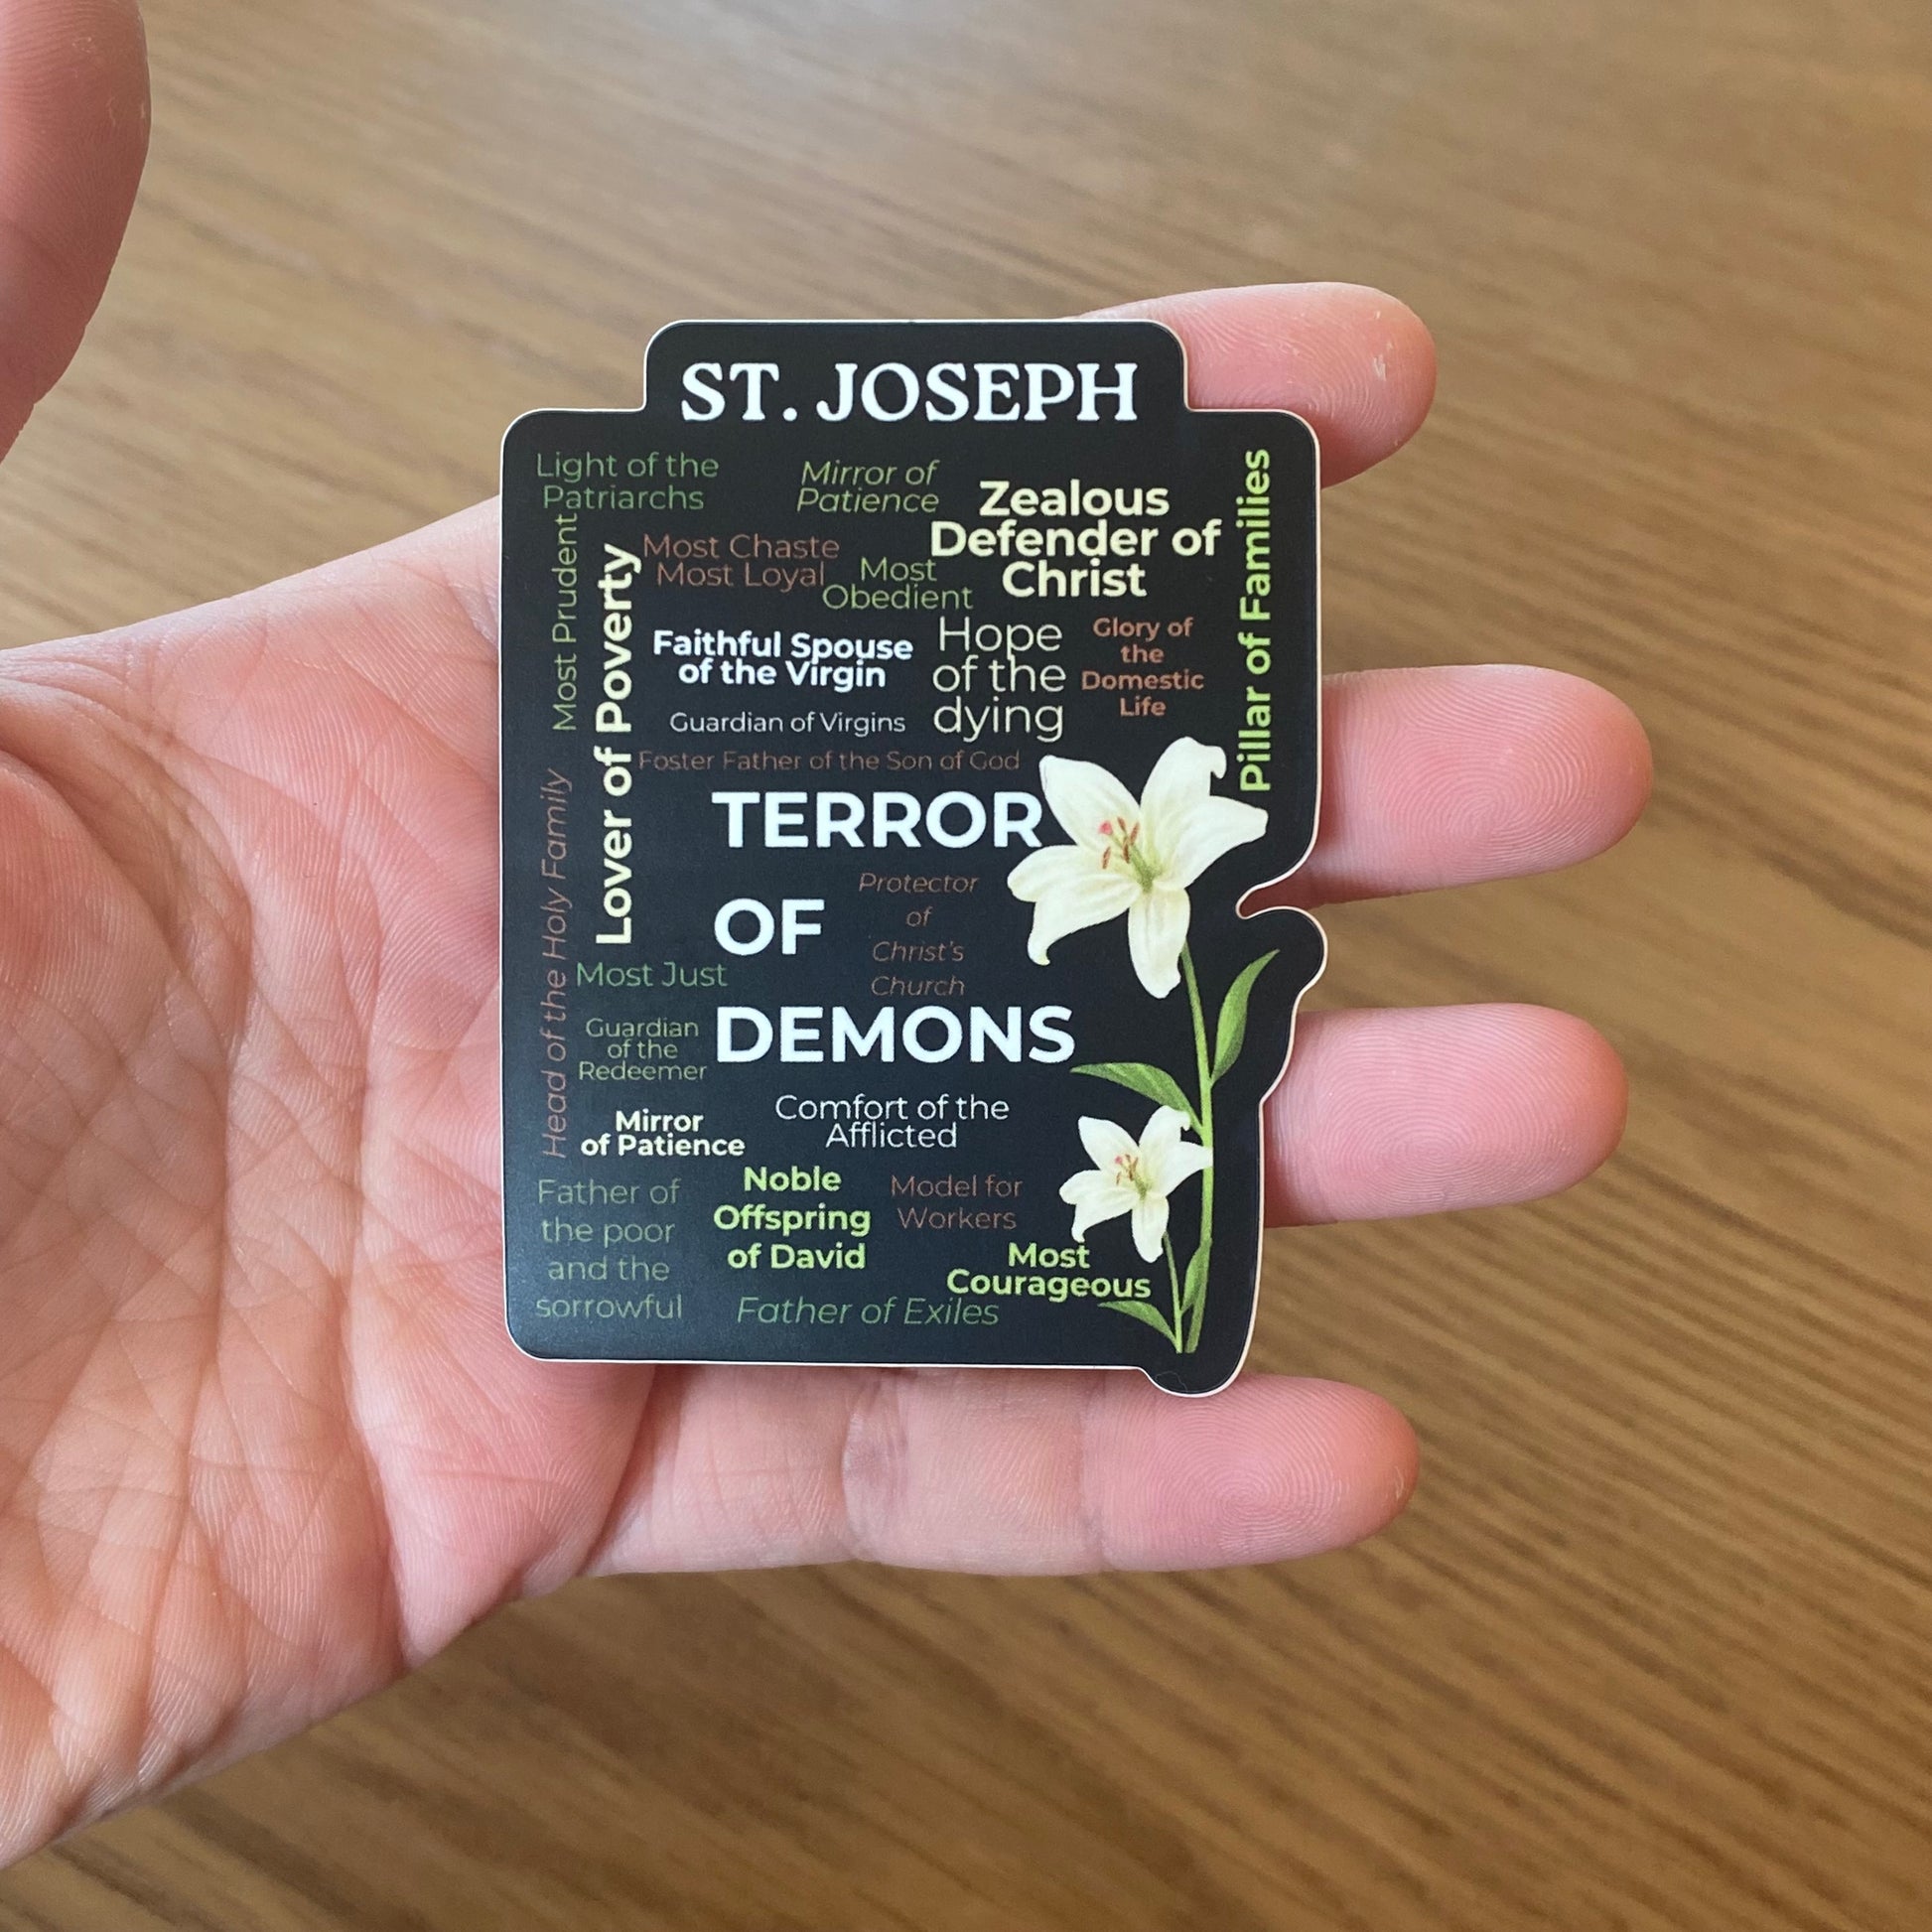 ST. JOSEPH
Light of the
Patriarchs
Mirror of
Patience
Zealous
Defender of
Christ
Pillar of Families
Most Prudent
Lover of Poverty
Most Chaste
Most Loyal
Most
Obedient
Faithful Spouse
of the Virgin
Hope
of the
dying
Glory of
the
Domestic
Life
Guardian of Virgins
Foster Father of the Son of God
Head of the Holy Family
TERROR
OF
DEMONS
Protector
of
Christ's
Church
Most Just
Guardian
of the
Redeemer
Mirror
of Patience
Comfort of the
Afflicted
Father of
the poor
and the
sorrowful
Noble
Offspring
of David
Model for
Workers
Most
Courageous
Father of Exiles